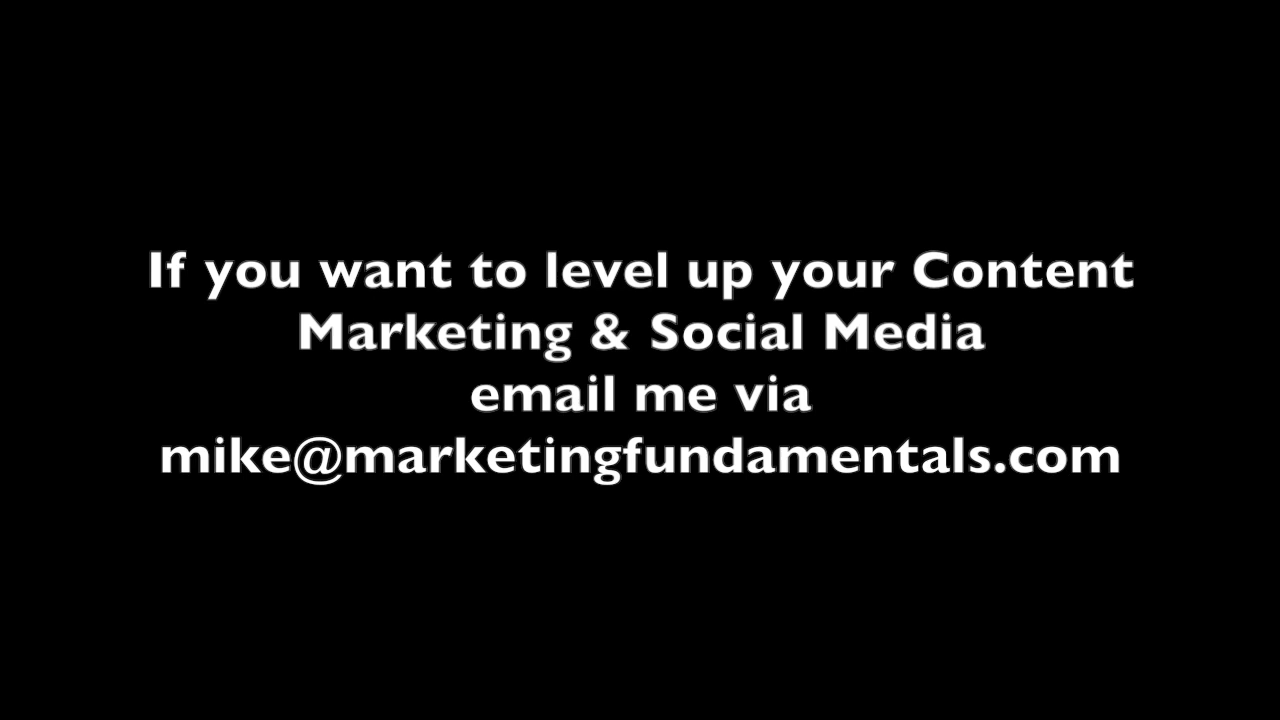 If you want to level up your Content
Marketing & Social Media
email me via
mike@marketingfundamentals.com